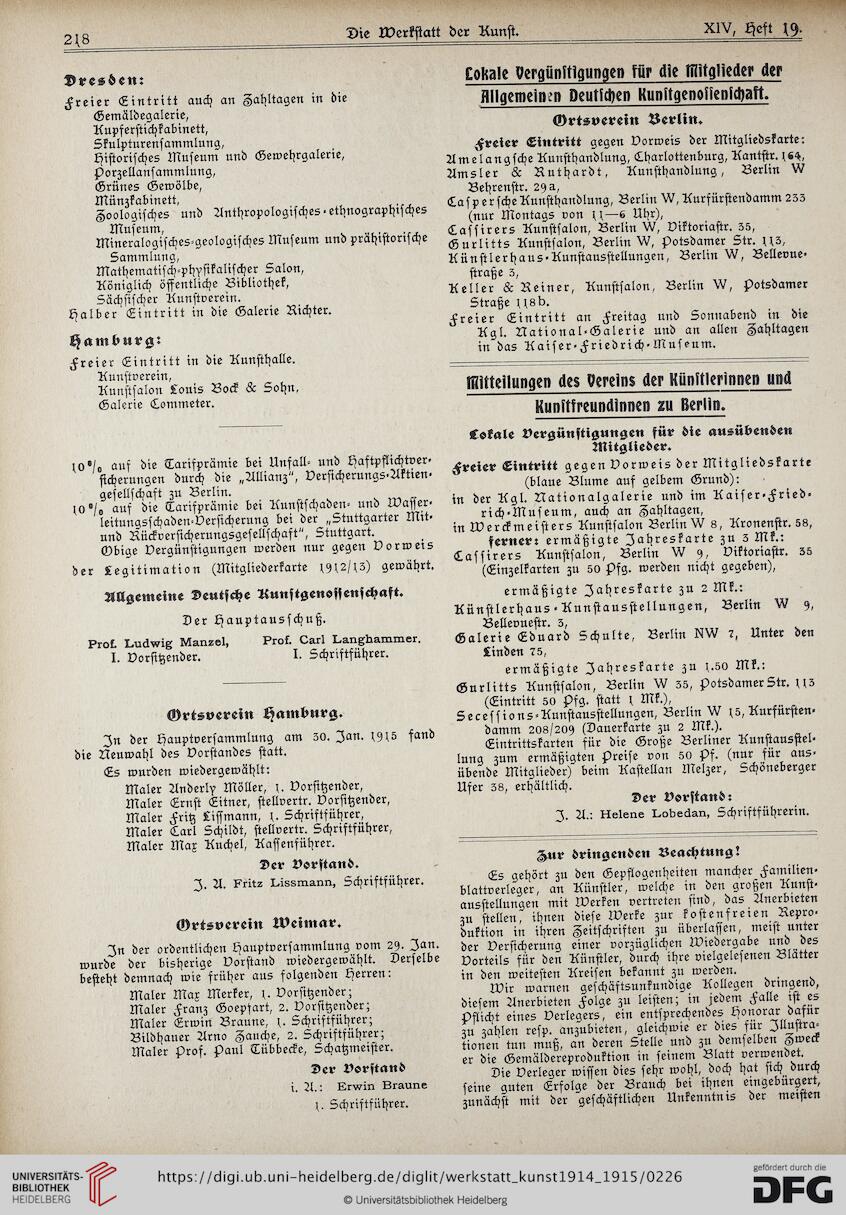 218
Die Werkstatt der Kunst.
XIV, Heft 19.
Dresden:
Freier Eintritt auch an Zahltagen in die
Gemäldegalerie,
Kupferstichkabinett,
Skulpturensammlung,
Historisches Museum und Gewehrgalerie,
Porzellansammlung,
Grünes Gewölbe,
Münzkabinett,
Zoologisches und Anthropologisches-ethnographisches
Museum,
Mineralogisches-geologisches Museum und prähistorische
Sammlung,
Mathematisch-physikalischer Salon,
Königlich öffentliche Bibliothek,
Sächsischer Kunstverein.
Halber Eintritt in die Galerie Richter.
Hamburg:
Freier Eintritt in die Kunsthalle.
Kunstverein,
Kunstsalon Louis Bock & Sohn,
Galerie Commeter.
10% auf die Tarifprämie bei Unfall- und Haftpflichtver-
sicherungen durch die „Allianz“, Versicherungs-Aktien-
gesellschaft zu Berlin.
10% auf die Tarifprämie bei Kunstschaden- und Wasser-
leitungsschaden-Versicherung bei der „Stuttgarter Mit-
und Rückversicherungsgesellschaft“, Stuttgart.
Obige Vergünstigungen werden nur gegen Vorweis
der Legitimation (Mitgliederkarte 1912/13) gewährt.
Allgemeine Deutsche Kunstgenossenschaft.
Der Hauptausschuß.
Prof. Ludwig Manzel, Prof. Carl Langhammer.
I. Vorsitzender. I. Schriftführer.
Ortsverein Hamburg.
In der Hauptversammlung am 30. Jan. 1915 fand
die Neuwahl des Vorstandes statt.
Es wurden wiedergewählt:
Maler Anderly Möller, 1. Vorsitzender,
Maler Ernst Eitner, stellvertr. Vorsitzender,
Maler Fritz Lissmann, 1. Schriftführer,
Maler Carl Schildt, stellvertr. Schriftführer,
Maler Max Kuchel, Kassenführer.
Der Vorstand.
J. A. Fritz Lissmann, Schriftführer.
Ortsverein Weimar.
In der ordentlichen Hauptversammlung vom 29. Jan.
wurde der bisherige Vorstand wiedergewählt. Derselbe
besteht demnach wie früher aus folgenden Herren:
Maler Max Merker, 1. Vorsitzender;
Maler Franz Goepfart, 2. Vorsitzender;
Maler Erwin Braune, 1. Schriftführer;
Bildhauer Arno Zauche, 2. Schriftführer;
Maler Prof. Paul Tübbecke, Schatzmeister.
Der Vorstand
i. A.: Erwin Braune
1. Schriftführer.
Lokale Vergünstigungen für die Mitglieder der
Allgemeinen Deutschen Kunstgenossenschaft.
Ortsverein Berlin.
Freier Eintritt gegen Vorweis der Mitgliedskarte:
Amelangsche Kunsthandlung, Charlottenburg, Kantstr. 164,
Amsler & Ruthardt, Kunsthandlung, Berlin W
Behrenstr. 29a,
Caspersche Kunsthandlung, Berlin W, Kurfürstendamm 233
(nur Montags von 11—6 Uhr),
Cassirers Kunstsalon, Berlin W, Viktoriastr. 35,
Gurlitts Kunstsalon, Berlin W, Potsdamer Str. 113,
Künstlerhaus-Kunstausstellungen, Berlin W, Bellevue-
straße 3,
Keller & Reiner, Kunstsalon, Berlin W, Potsdamer
Straße 118b.
Freier Eintritt an Freitag und Sonnabend in die
Kgl. National-Galerie und an allen Zahltagen
in das Kaiser-Friedrich-Museum.
Mitteilungen des Vereins der Künstlerinnen und
Kunstfreundinnen zu Berlin.
Lokale Vergünstigungen für die ausübenden
Mitglieder.
Freier Eintritt gegen Vorweis der Mitgliedskarte
(blaue Blume auf gelbem Grund):
in der Kgl. Nationalgalerie und im Kaiser-Fried-
rich-Museum, auch an Zahltagen,
in Werckmeisters Kunstsalon Berlin W 8, Kronenstr. 58,
ferner: ermäßigte Jahreskarte zu 3 Mk.:
Cassirers Kunstsalon, Berlin W 9, Viktoriastr. 35
(Einzelkarten zu 50 Pfg. werden nicht gegeben),
ermäßigte Jahreskarte zu 2 Mk.:
Künstlerhaus-Kunstausstellungen, Berlin W 9,
Bellevuestr. 3,
Galerie Eduard Schulte, Berlin NW 7, Unter den
Linden 75,
ermäßigte Jahreskarte zu 1.50 Mk.:
Gurlitts Kunstsalon, Berlin W 35, Potsdamer Str. 113
(Eintritt 50 Pfg. statt 1 Mk.),
Secessions-Kunstausstellungen, Berlin W 15, Kurfürsten-
damm 208/209 (Dauerkarte zu 2 Mk.).
Eintrittskarten für die Große Berliner Kunstausstel-
lung zum ermäßigten Preise von 50 Pf. (nur für aus-
übende Mitglieder) beim Kastellan Melzer, Schöneberger
Ufer 38, erhältlich.
Der Vorstand:
J. A.: Helene Lobedan, Schriftführerin.
Zur dringenden Beachtung!
Es gehört zu den Gepflogenheiten mancher Familien-
blattverleger, an Künstler, welche in den großen Kunst-
ausstellungen mit Werken vertreten sind, das Anerbieten
zu stellen, ihnen diese Werke zur kostenfreien Repro-
duktion in ihren Zeitschriften zu überlassen, meist unter
der Versicherung einer vorzüglichen Wiedergabe und des
Vorteils für den Künstler, durch ihre vielgelesenen Blätter
in den weitesten Kreisen bekannt zu werden.
Wir warnen geschäftsunkundige Kollegen dringend,
diesem Anerbieten Folge zu leisten; in jedem Falle ist es
Pflicht eines Verlegers, ein entsprechendes Honorar dafür
zu zahlen resp. anzubieten, gleichwie er dies für Illustra-
tionen tun muß, an deren Stelle und zu demselben Zweck
er die Gemäldereproduktion in seinem Blatt verwendet.
Die Verleger wissen dies sehr wohl, doch hat sich durch
seine guten Erfolge der Brauch bei ihnen eingebürgert,
zunächst mit der geschäftlichen Unkenntnis der meisten
UNIVERSITÄTS-
BIBLIOTHEK
HEIDELBERG
https://digi.ub.uni-heidelberg.de/diglit/werkstatt_kunst1914_1915/0226
© Universitätsbibliothek Heidelberg
gefördert durch die
DFG